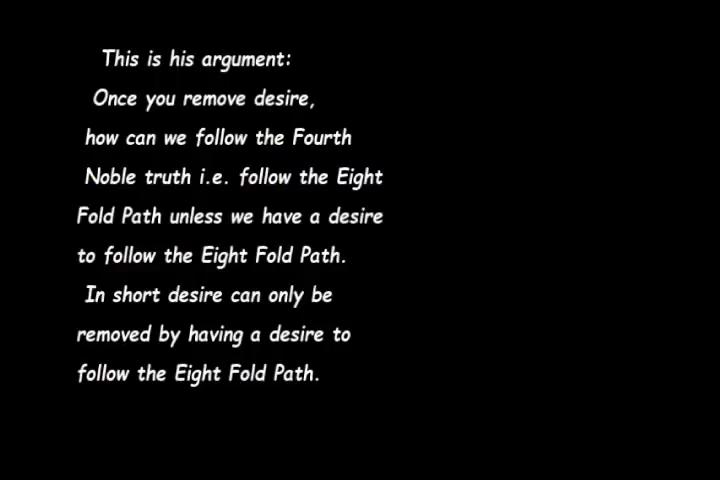 This is his argument:
Once you remove desire,
how can we follow the Fourth
Noble truth i.e. follow the Eight
Fold Path unless we have a desire
to follow the Eight Fold Path.
In short desire can only be
removed by having a desire to
follow the Eight Fold Path.